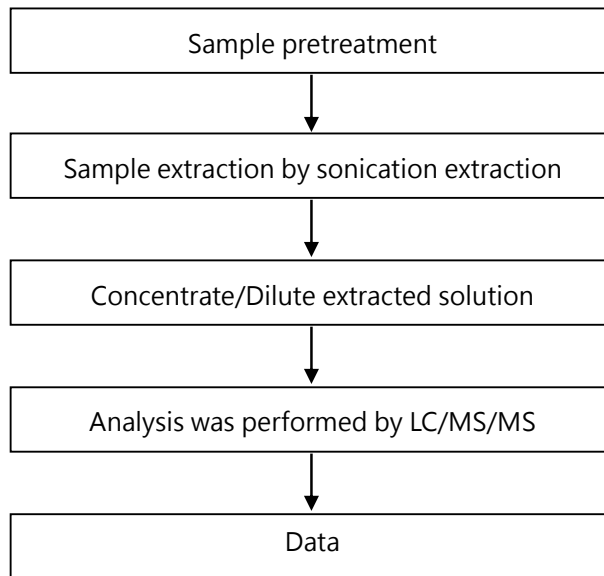 Sample pretreatment
Sample extraction by sonication extraction
Concentrate/Dilute extracted solution
Analysis was performed by LC/MS/MS
Data